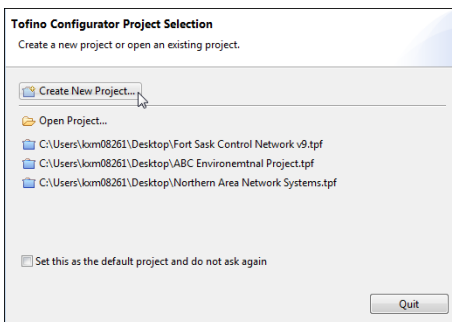 Tofino Configurator Project Selection
Create a new project or open an existing project.
Create New Project...
Open Project...
C:\Users\kxm08261\Desktop\Fort Sask Control Network v9.tpf
C:\Users\kxm08261\Desktop\ABC Environemtnal Project.tpf
C:\Users\kxm08261\Desktop\Northern Area Network Systems.tpf
Set this as the default project and do not ask again
Quit